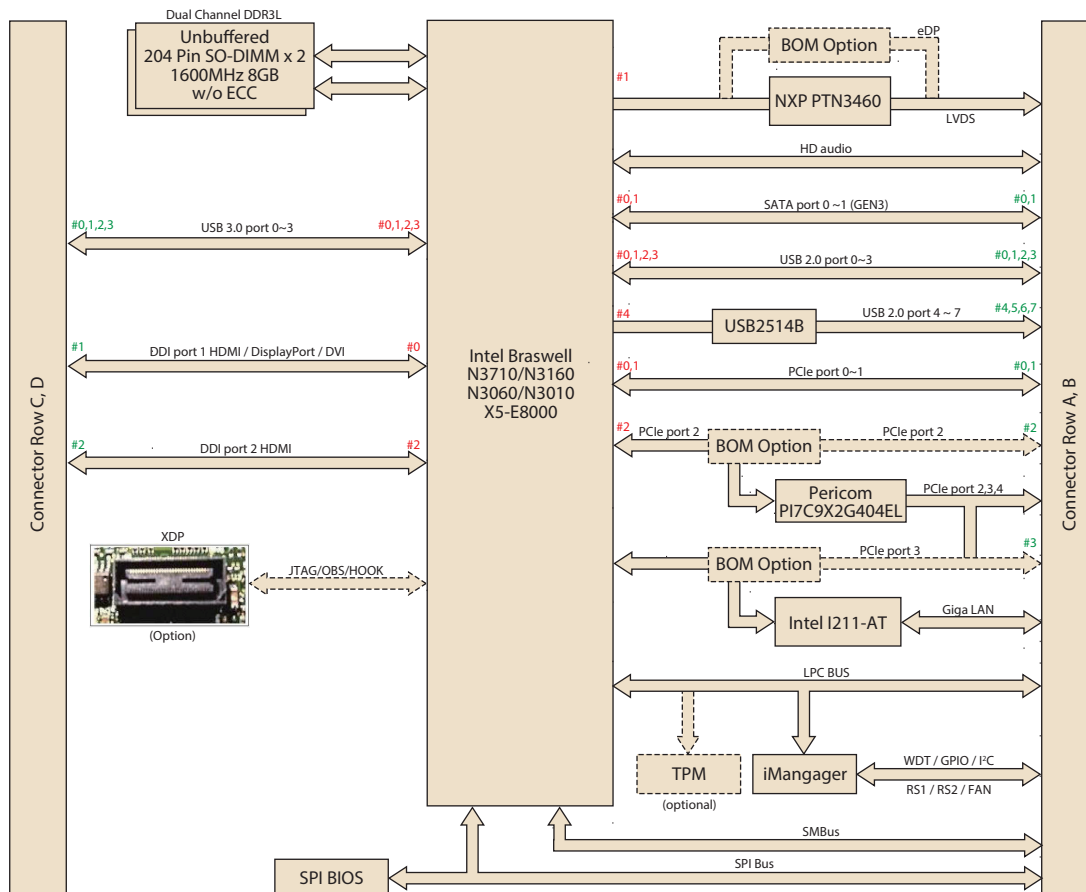 Dual Channel DDR3L
Unbuffered
204 Pin SO-DIMM x 2
1600MHz 8GB
w/o ECC
Connector Row C, D
#0,1,2,3
USB 3.0 port 0~3
#0,1,2,3
#1
DDI port 1 HDMI / DisplayPort / DVI
#0
#2
DDI port 2 HDMI
#2
XDP
JTAG/OBS/HOOK
(Option)
Intel Braswell
N3710/N3160
N3060/N3010
X5-E8000
SPI BIOS
#1
BOM Option
eDP
NXP PTN3460
LVDS
HD audio
#0,1
SATA port 0 ~1 (GEN3)
#0,1
#0,1,2,3
USB 2.0 port 0~3
#0,1,2,3
#4
USB2514B
USB 2.0 port 4 ~ 7
#4,5,6,7
#0,1
PCIe port 0~1
#0,1
#2
PCIe port 2
BOM Option
PCIe port 2
#2
Pericom
PI7C9X2G404EL
PCIe port 2,3,4
BOM Option
PCIe port 3
#3
Intel I211-AT
Giga LAN
LPC BUS
TPM
(optional)
iMangager
WDT / GPIO / I²C
RS1 / RS2 / FAN
SMBus
SPI Bus
Connector Row A, B